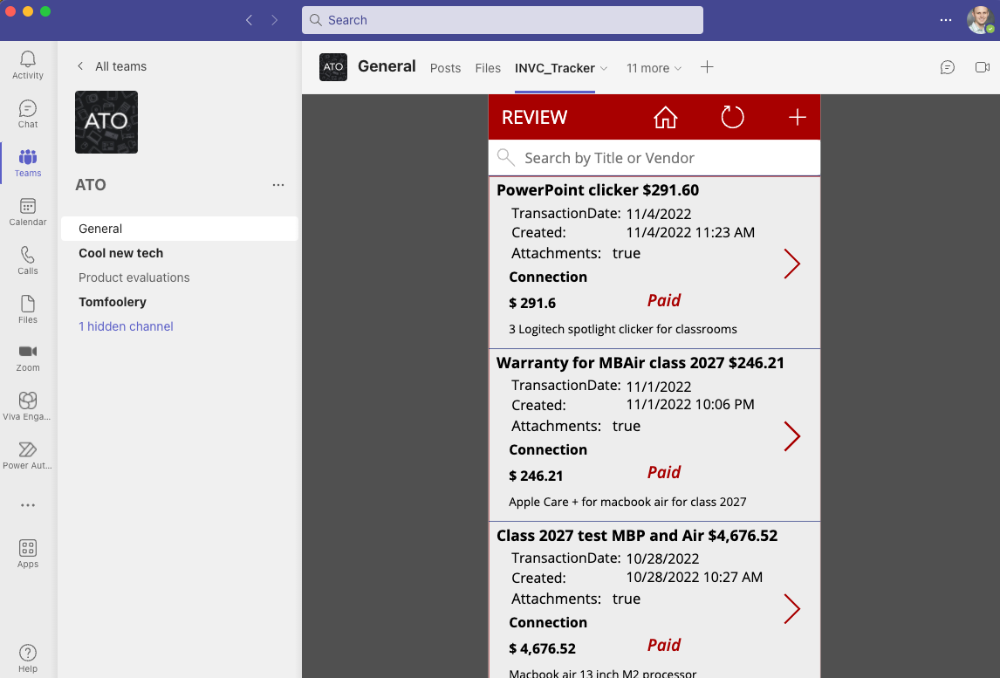 Search
Activity
Chat
Teams
Calendar
Calls
Files
Zoom
Viva Enga...
Power Aut...
Apps
Help
All teams
ATO
ATO
General
Cool new tech
Product evaluations
Tomfoolery
1 hidden channel
ATO General Posts Files INVC_Tracker 11 more
REVIEW
Search by Title or Vendor
PowerPoint clicker $291.60
TransactionDate: 11/4/2022
Created: 11/4/2022 11:23 AM
Attachments: true
Connection
$ 291.6 Paid
3 Logitech spotlight clicker for classrooms
Warranty for MBAir class 2027 $246.21
TransactionDate: 11/1/2022
Created: 11/1/2022 10:06 PM
Attachments: true
Connection
$ 246.21 Paid
Apple Care + for macbook air for class 2027
Class 2027 test MBP and Air $4,676.52
TransactionDate: 10/28/2022
Created: 10/28/2022 10:27 AM
Attachments: true
Connection
$ 4,676.52 Paid
Macbook air 13 inch M2 processor